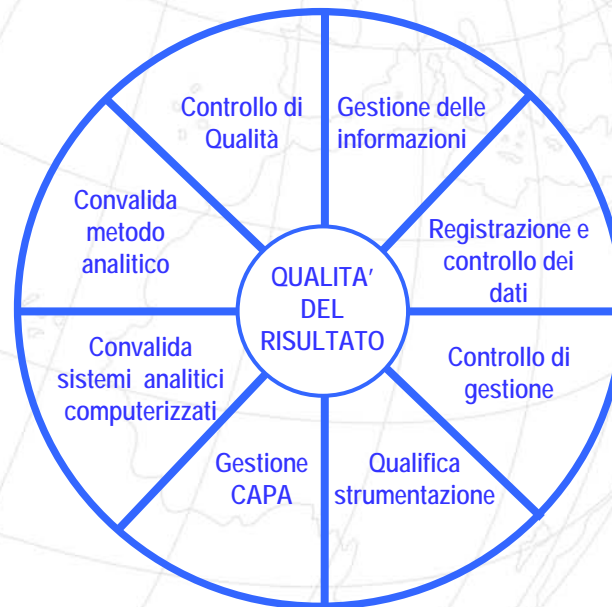 Controllo di
Qualità
Gestione delle
informazioni
Convalida
metodo
analitico
Registrazione e
controllo dei
dati
QUALITA'
DEL
RISULTATO
Convalida
sistemi analitici
computerizzati
Controllo di
gestione
Gestione
CAPA
Qualifica
strumentazione